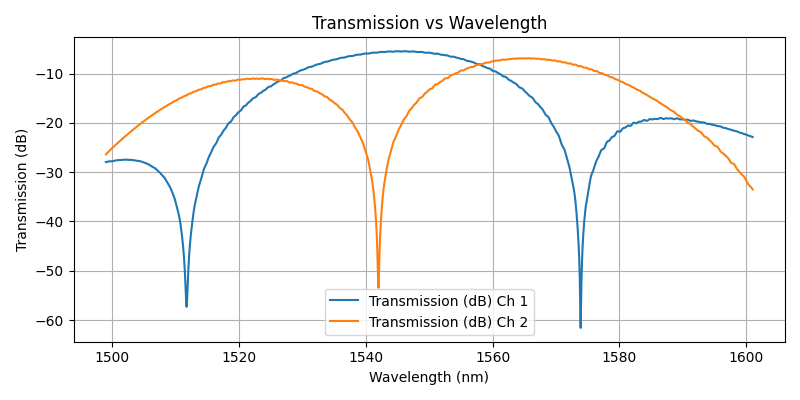 Transmission vs Wavelength
Transmission (dB)
−10
−20
−30
−40
−50
−60
1500
1520
1540
1560
1580
1600
Wavelength (nm)
Transmission (dB) Ch 1
Transmission (dB) Ch 2